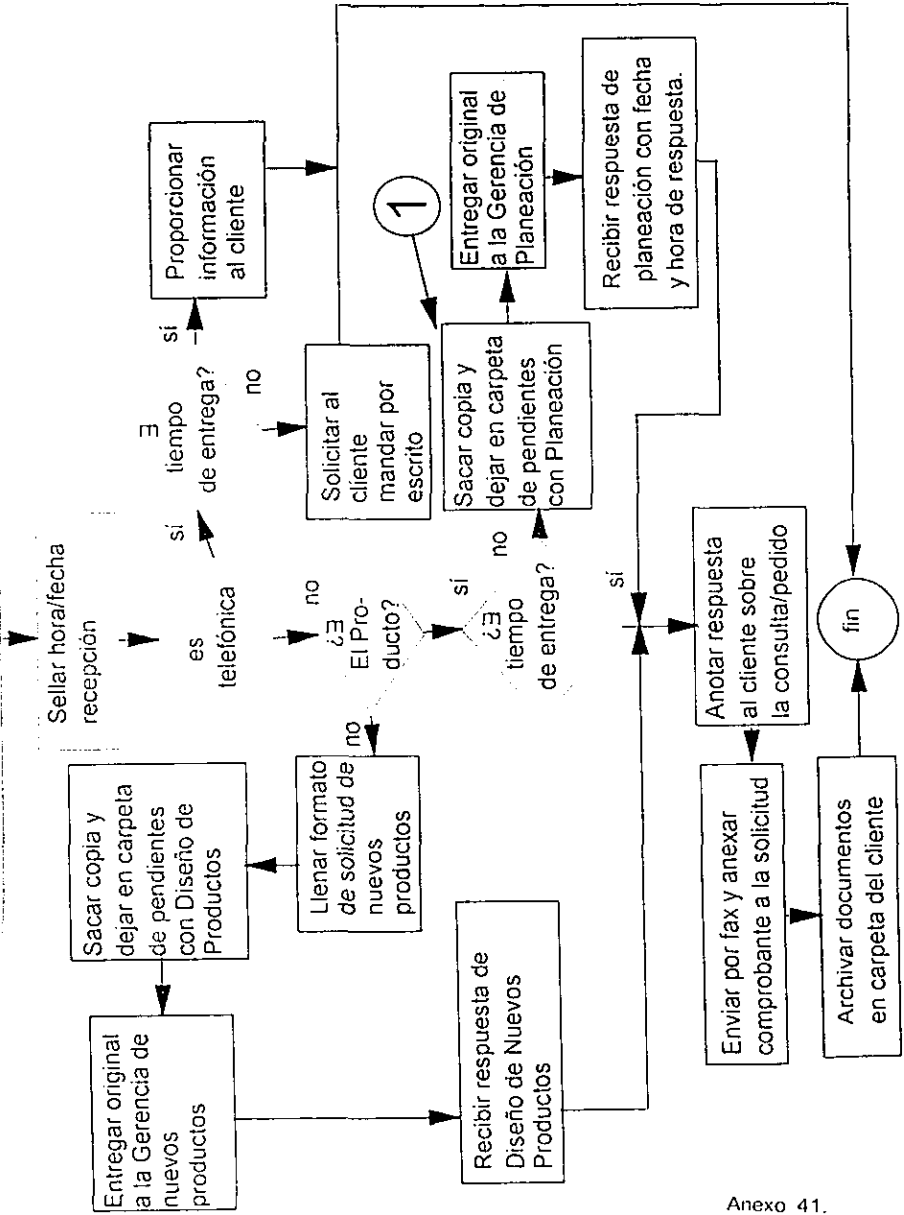 Sellar hora/fecha
recepción
es
telefónica
sí
no
E
tiempo
de entrega?
sí
no
Proporcionar
información
al cliente
Solicitar al
cliente
mandar por
escrito
¿E
El Pro-
ducto?
no
sí
¿E
tiempo
de entrega?
no
sí
1
Sacar copia y
dejar en carpeta
de pendientes
con Planeación
Entregar original
a la Gerencia de
Planeación
Recibir respuesta de
planeación con fecha
y hora de respuesta.
Llenar formato
de solicitud de
nuevos
productos
Sacar copia y
dejar en carpeta
de pendientes
con Diseño de
Productos
Entregar original
a la Gerencia de
nuevos
productos
Recibir respuesta de
Diseño de Nuevos
Productos
Anotar respuesta
al cliente sobre
la consulta/pedido
Enviar por fax y anexar
comprobante a la solicitud
Archivar documentos
en carpeta del cliente
fin
Anexo 41.